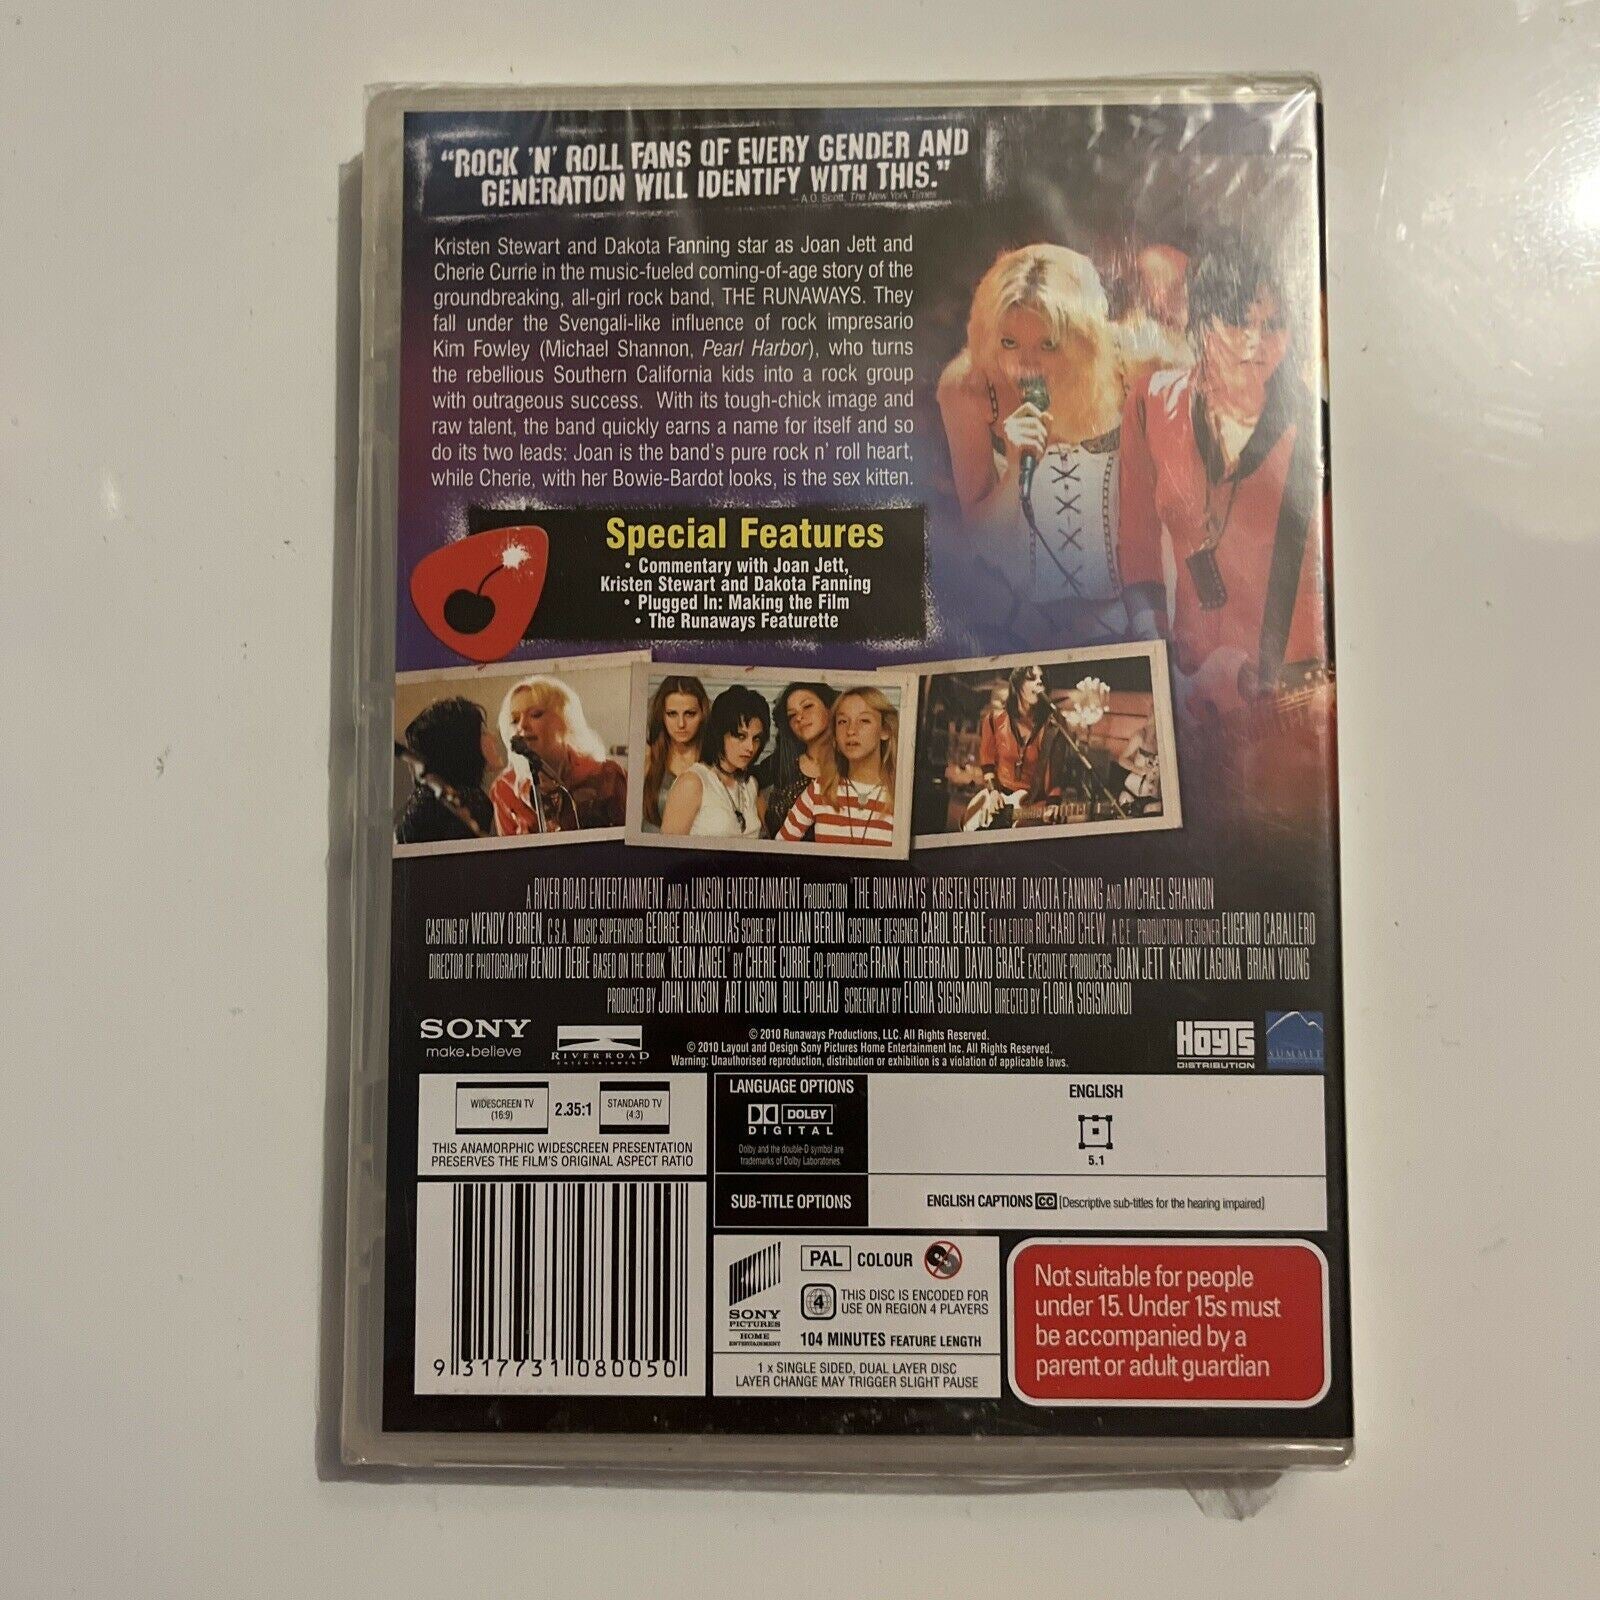 "ROCK 'N' ROLL FANS OF EVERY GENDER AND
GENERATION WILL IDENTIFY WITH THIS."
– A.O. Scott, The New York Times
Kristen Stewart and Dakota Fanning star as Joan Jett and
Cherie Currie in the music-fueled coming-of-age story of the
groundbreaking, all-girl rock band, THE RUNAWAYS. They
fall under the Svengali-like influence of rock impresario
Kim Fowley (Michael Shannon, Pearl Harbor), who turns
the rebellious Southern California kids into a rock group
with outrageous success. With its tough-chick image and
raw talent, the band quickly earns a name for itself and so
do its two leads: Joan is the band's pure rock n' roll heart,
while Cherie, with her Bowie-Bardot looks, is the sex kitten.
Special Features
• Commentary with Joan Jett,
Kristen Stewart and Dakota Fanning
• Plugged In: Making the Film
• The Runaways Featurette
A RIVER ROAD ENTERTAINMENT AND A LINSON ENTERTAINMENT PRODUCTION "THE RUNAWAYS" KRISTEN STEWART DAKOTA FANNING AND MICHAEL SHANNON
CASTING BY WENDY O'BRIEN, C.S.A. MUSIC SUPERVISOR GEORGE DRAKOULIAS SCORE BY LILLIAN BERLIN COSTUME DESIGNER CAROL BEADLE FILM EDITOR RICHARD CHEW, A.C.E. PRODUCTION DESIGNER EUGENIO CABALLERO
DIRECTOR OF PHOTOGRAPHY BENOIT DEBIE BASED ON THE BOOK "NEON ANGEL" BY CHERIE CURRIE CO-PRODUCERS FRANK HILDEBRAND DAVID GRACE EXECUTIVE PRODUCERS JOAN JETT KENNY LAGUNA BRIAN YOUNG
PRODUCED BY JOHN LINSON ART LINSON BILL POHLAD SCREENPLAY BY FLORIA SIGISMONDI DIRECTED BY FLORIA SIGISMONDI
SONY
make.believe
RIVER ROAD
ENTERTAINMENT
© 2010 Runaways Productions, LLC. All Rights Reserved.
© 2010 Layout and Design Sony Pictures Home Entertainment Inc. All Rights Reserved.
Warning: Unauthorised reproduction, distribution or exhibition is a violation of applicable laws.
HOYTS
DISTRIBUTION
SUMMIT
WIDESCREEN TV
(16:9)
2.35:1
STANDARD TV
(4:3)
THIS ANAMORPHIC WIDESCREEN PRESENTATION
PRESERVES THE FILM'S ORIGINAL ASPECT RATIO
LANGUAGE OPTIONS
DOLBY
DIGITAL
Dolby and the double-D symbol are
trademarks of Dolby Laboratories.
ENGLISH
5.1
SUB-TITLE OPTIONS
ENGLISH CAPTIONS CC [Descriptive sub-titles for the hearing impaired]
9 317731 080050
SONY
PICTURES
HOME
ENTERTAINMENT
PAL COLOUR
4
THIS DISC IS ENCODED FOR
USE ON REGION 4 PLAYERS
104 MINUTES FEATURE LENGTH
1 x SINGLE SIDED, DUAL LAYER DISC
LAYER CHANGE MAY TRIGGER SLIGHT PAUSE
Not suitable for people
under 15. Under 15s must
be accompanied by a
parent or adult guardian